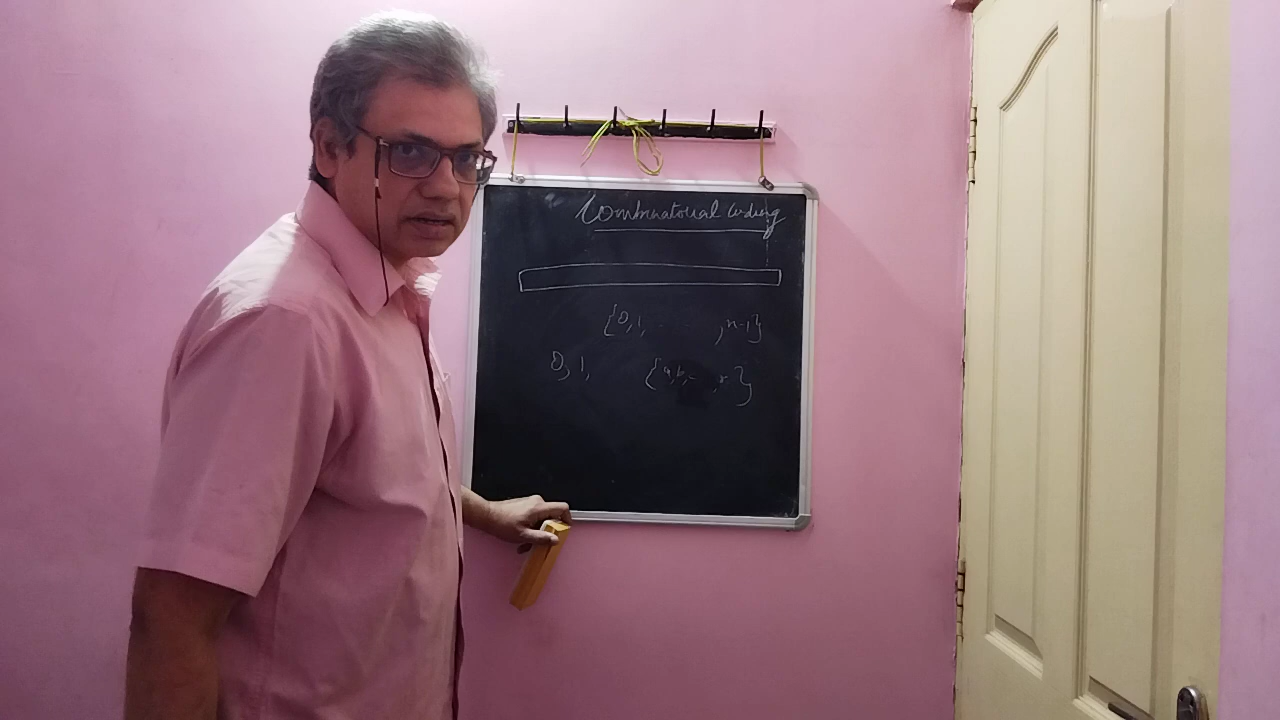 Combinatorial Coding
{0,1, - - - - ,n-1}
0, 1, {a,b,- ,r}